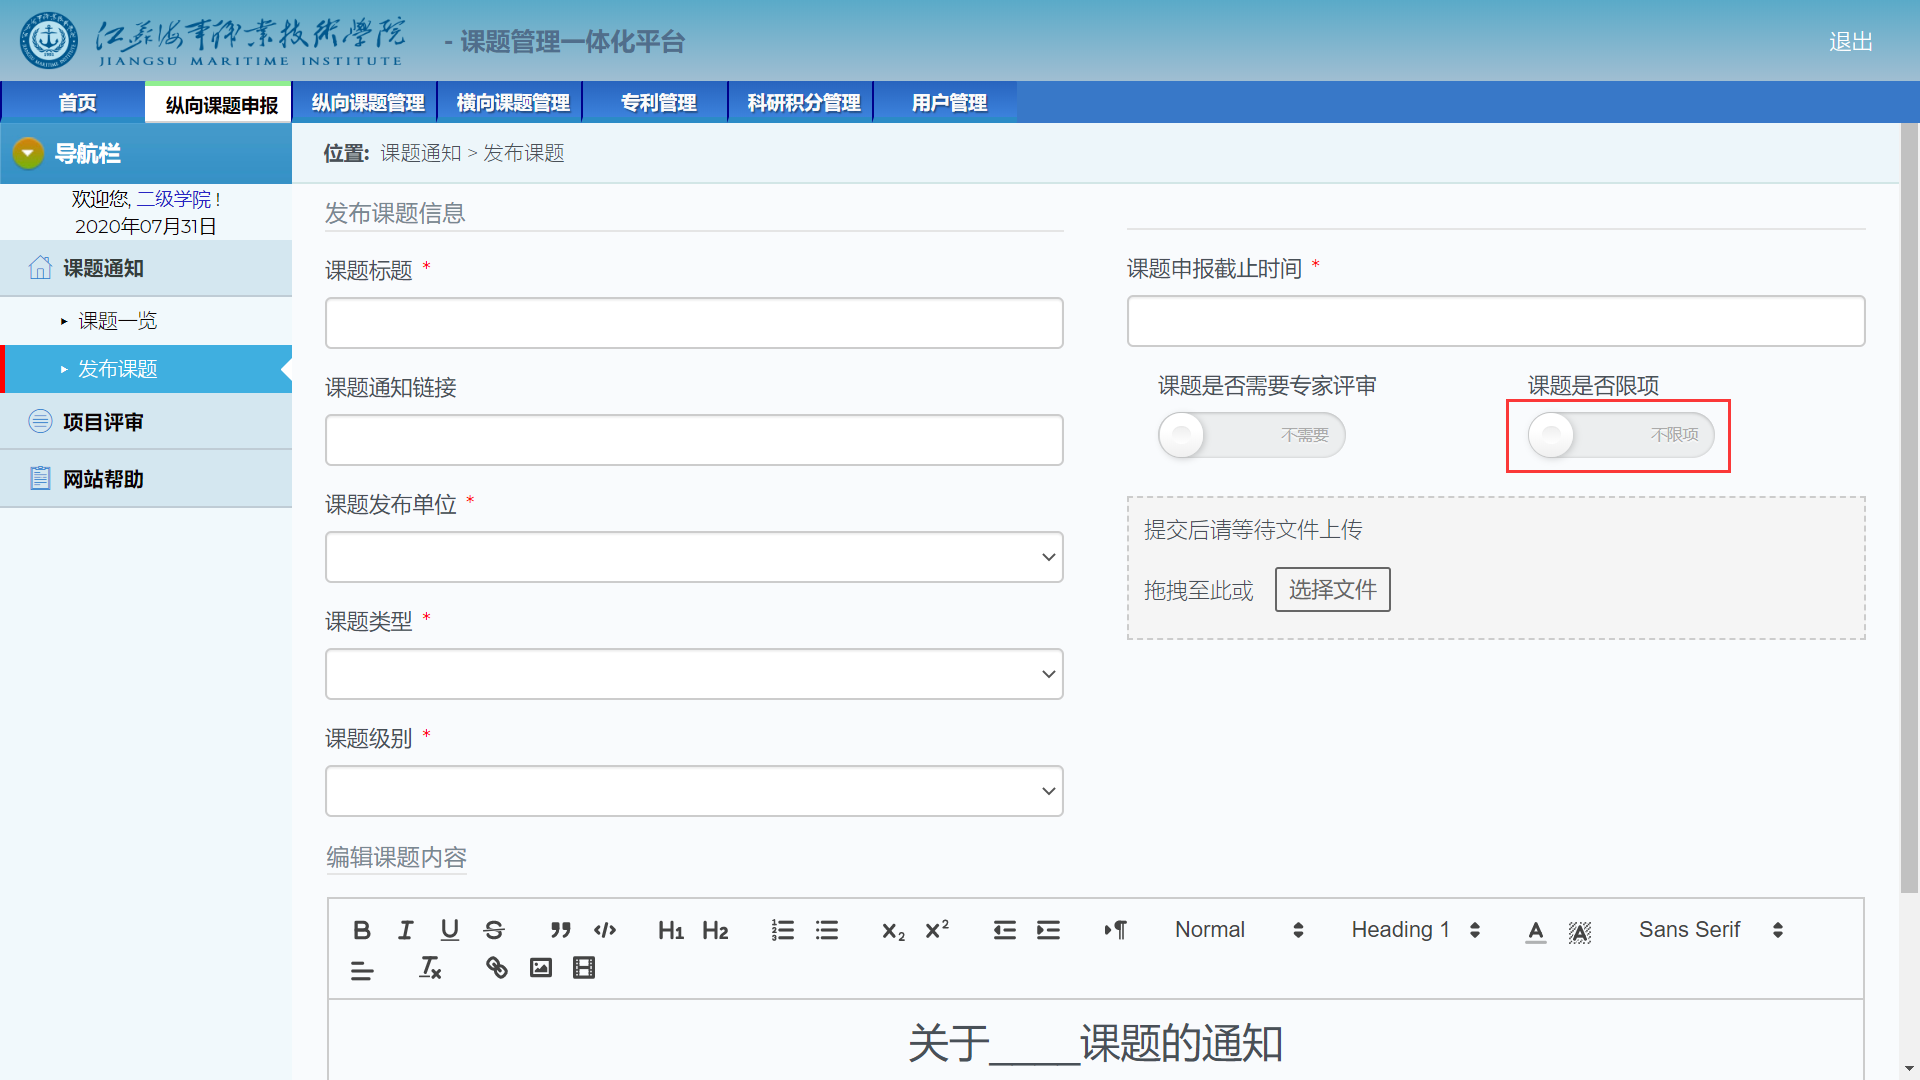 江苏海事职业技术學院
JIANGSU MARITIME INSTITUTE
- 课题管理一体化平台
退出
首页
纵向课题申报
纵向课题管理
横向课题管理
专利管理
科研积分管理
用户管理
导航栏
欢迎您, 二级学院 !
2020年07月31日
课题通知
课题一览
发布课题
项目评审
网站帮助
位置: 课题通知 > 发布课题
发布课题信息
课题标题 *
课题通知链接
课题发布单位 *
课题类型 *
课题级别 *
课题申报截止时间 *
课题是否需要专家评审
不需要
课题是否限项
不限项
提交后请等待文件上传
拖拽至此或 选择文件
编辑课题内容
Normal
Heading 1
Sans Serif
关于____课题的通知